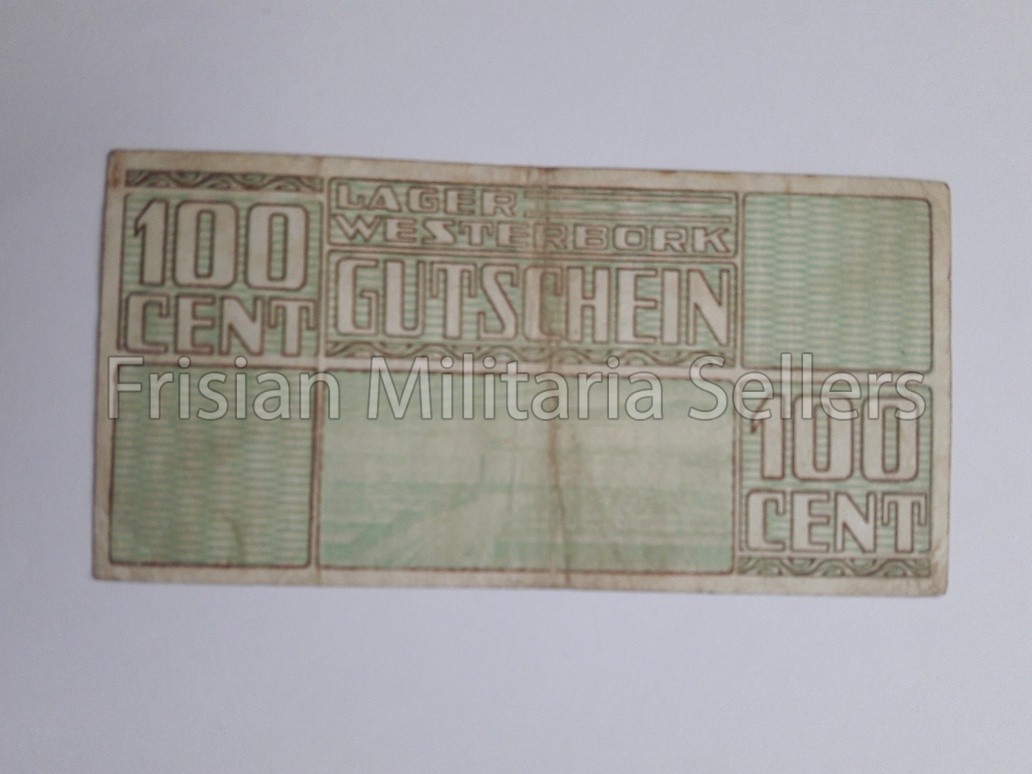 100
CENT
LAGER
WESTERBORK
GUTSCHEIN
Frisian Militaria Sellers
100
CENT